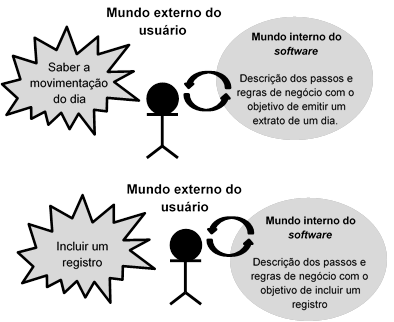 Mundo externo do
usuário
Saber a
movimentação
do dia
Mundo interno do
software
Descrição dos passos e
regras de negócio com o
objetivo de emitir um
extrato de um dia.
Mundo externo do
usuário
Incluir um
registro
Mundo interno do
software
Descrição dos passos e
regras de negócio com o
objetivo de incluir um
registro